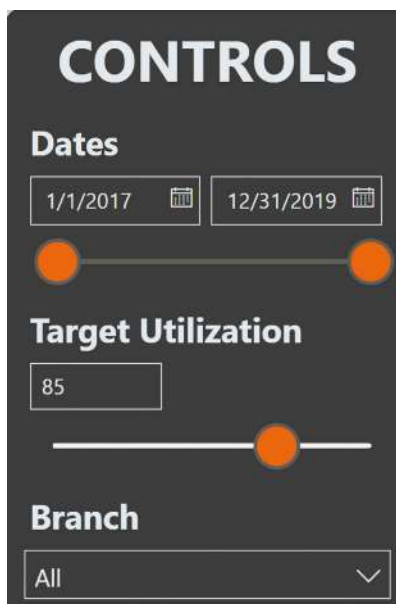 CONTROLS
Dates
1/1/2017 12/31/2019
Target Utilization
85
Branch
All